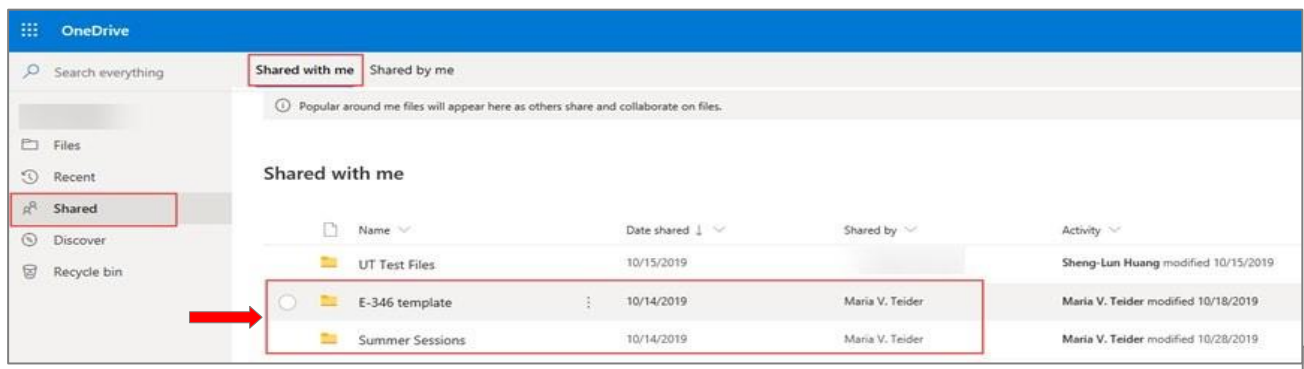 OneDrive
Search everything
Shared with me Shared by me
Popular around me files will appear here as others share and collaborate on files.
Files
Recent
Shared
Discover
Recycle bin
Shared with me
Name Date shared ↓ Shared by Activity
UT Test Files 10/15/2019 Sheng-Lun Huang modified 10/15/2019
E-346 template 10/14/2019 Maria V. Teider Maria V. Teider modified 10/18/2019
Summer Sessions 10/14/2019 Maria V. Teider Maria V. Teider modified 10/28/2019